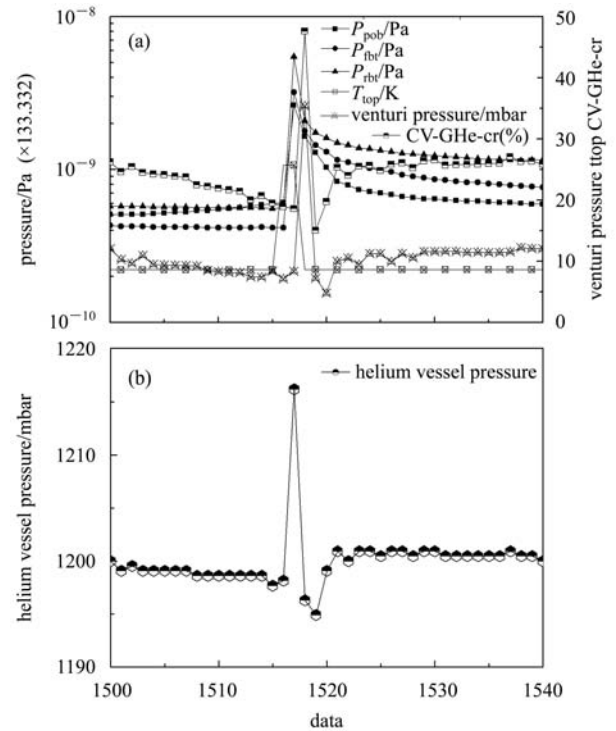 (a)
P_pob/Pa
P_fbt/Pa
P_rbt/Pa
T_top/K
venturi pressure/mbar
CV-GHe-cr(%)
10^-8
10^-9
10^-10
pressure/Pa (×133.332)
50
40
30
20
10
0
venturi pressure ttop CV-GHe-cr
(b)
helium vessel pressure
1220
1210
1200
1190
helium vessel pressure/mbar
1500
1510
1520
1530
1540
data